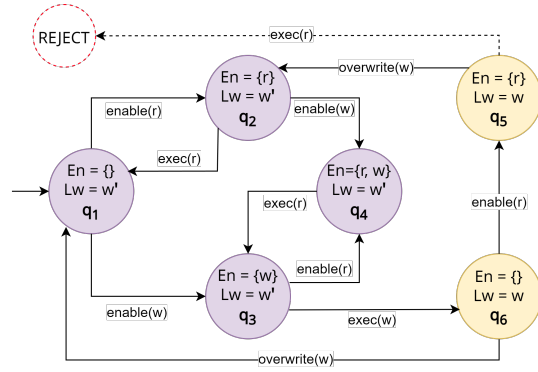 exec(r)
REJECT
overwrite(w)
En = {r}
Lw = w'
q2
En = {r}
Lw = w
q5
enable(r)
enable(w)
exec(r)
En = {}
Lw = w'
q1
En={r, w}
Lw = w'
q4
exec(r)
enable(r)
En = {w}
Lw = w'
q3
enable(r)
En = {}
Lw = w
q6
enable(w)
exec(w)
overwrite(w)